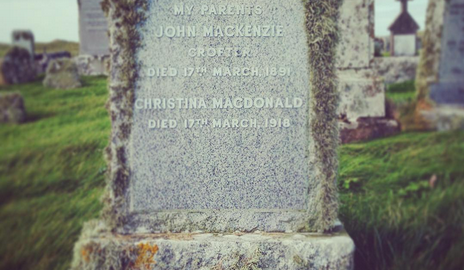 MY PARENTS
JOHN MACKENZIE
CROFTER
DIED 17TH MARCH, 1891
CHRISTINA MACDONALD
DIED 17TH MARCH, 1918